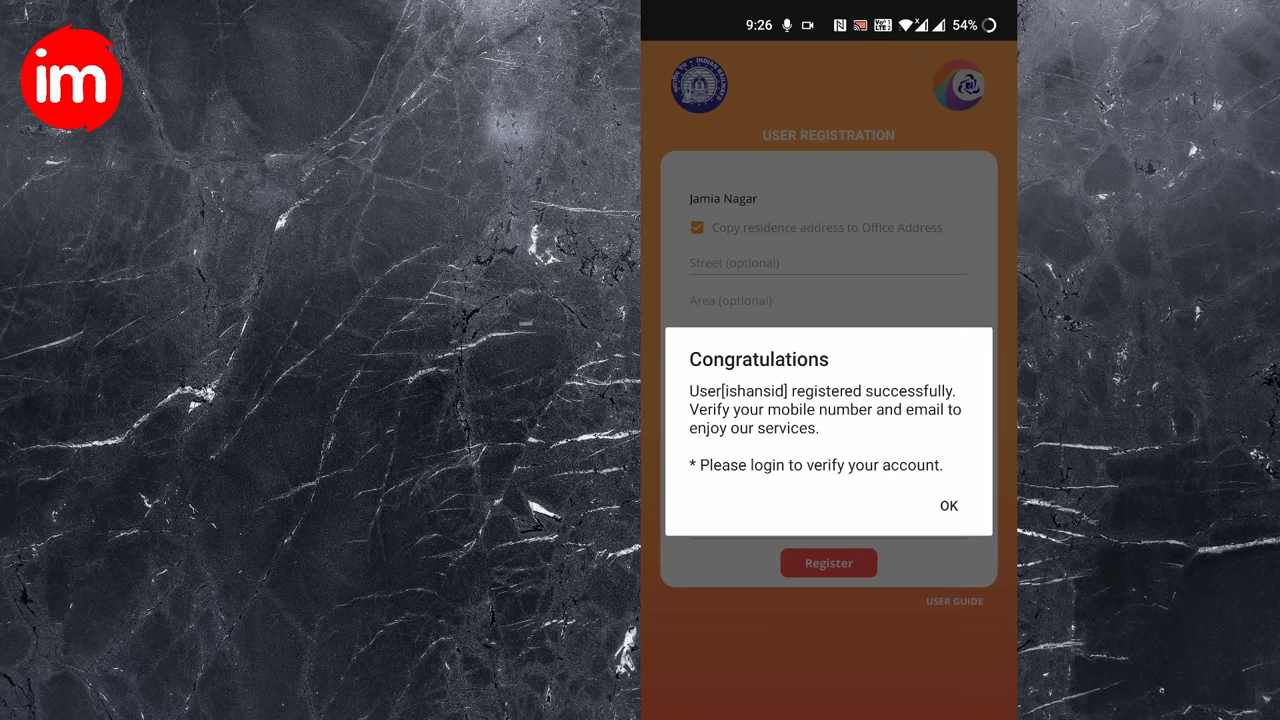 im
9:26
54%
INDIAN RAILWAYS
USER REGISTRATION
Jamia Nagar
Copy residence address to Office Address
Street (optional)
Area (optional)
Congratulations
User[ishansid] registered successfully.
Verify your mobile number and email to
enjoy our services.
* Please login to verify your account.
OK
Register
USER GUIDE